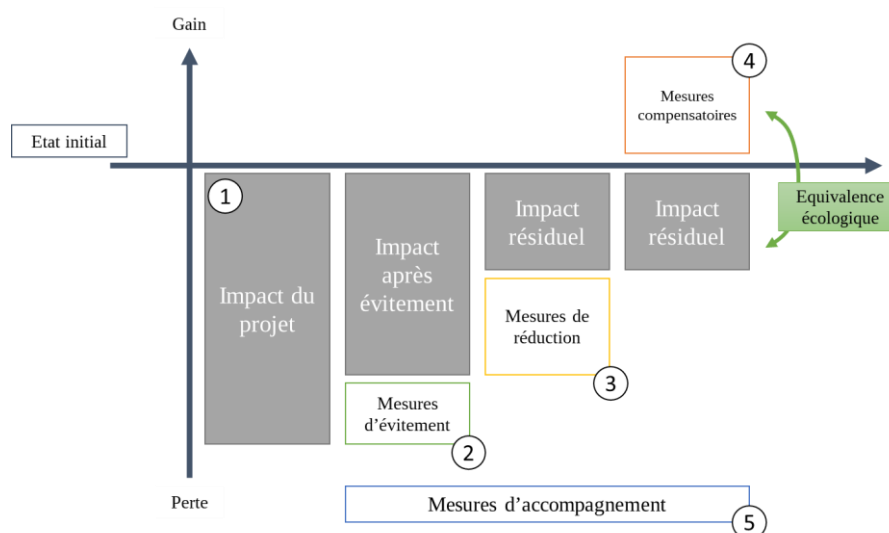 Gain
4
Mesures
compensatoires
Etat initial
1
Impact du
projet
Impact
après
évitement
Impact
résiduel
Impact
résiduel
Equivalence
écologique
Mesures de
réduction
3
Mesures
d’évitement
2
Perte
Mesures d’accompagnement
5